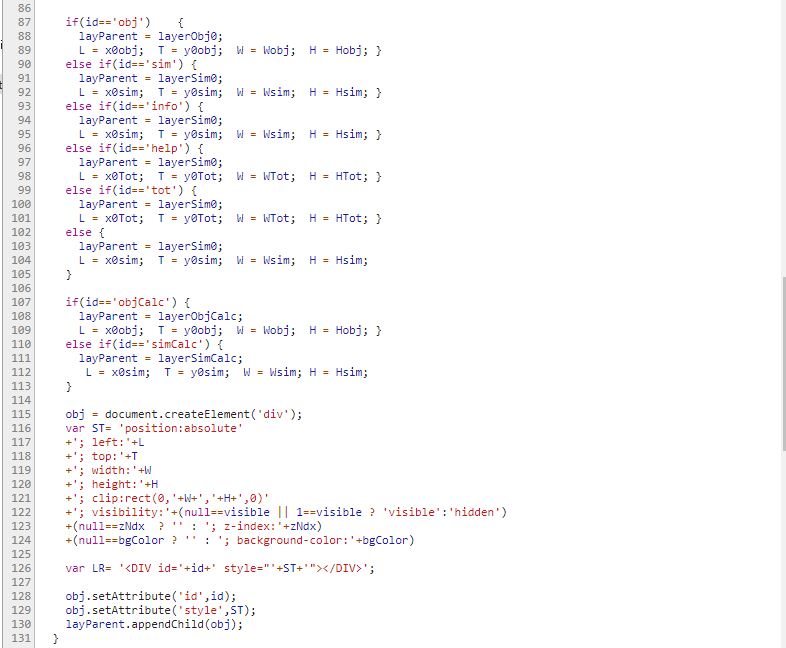 86
87 if(id=='obj') {
88 layParent = layerObj0;
89 L = x0obj; T = y0obj; W = Wobj; H = Hobj; }
90 else if(id=='sim') {
91 layParent = layerSim0;
92 L = x0sim; T = y0sim; W = Wsim; H = Hsim; }
93 else if(id=='info') {
94 layParent = layerSim0;
95 L = x0sim; T = y0sim; W = Wsim; H = Hsim; }
96 else if(id=='help') {
97 layParent = layerSim0;
98 L = x0Tot; T = y0Tot; W = WTot; H = HTot; }
99 else if(id=='tot') {
100 layParent = layerSim0;
101 L = x0Tot; T = y0Tot; W = WTot; H = HTot; }
102 else {
103 layParent = layerSim0;
104 L = x0sim; T = y0sim; W = Wsim; H = Hsim;
105 }
106
107 if(id=='objCalc') {
108 layParent = layerObjCalc;
109 L = x0obj; T = y0obj; W = Wobj; H = Hobj; }
110 else if(id=='simCalc') {
111 layParent = layerSimCalc;
112 L = x0sim; T = y0sim; W = Wsim; H = Hsim;
113 }
114
115 obj = document.createElement('div');
116 var ST= 'position:absolute'
117 +'; left:'+L
118 +'; top:'+T
119 +'; width:'+W
120 +'; height:'+H
121 +'; clip:rect(0,'+W+','+H+',0)'
122 +'; visibility:'+(null==visible || 1==visible ? 'visible':'hidden')
123 +(null==zNdx ? '' : '; z-index:'+zNdx)
124 +(null==bgColor ? '' : '; background-color:'+bgColor)
125
126 var LR= '<DIV id='+id+' style="'+ST+'"></DIV>';
127
128 obj.setAttribute('id',id);
129 obj.setAttribute('style',ST);
130 layParent.appendChild(obj);
131 }